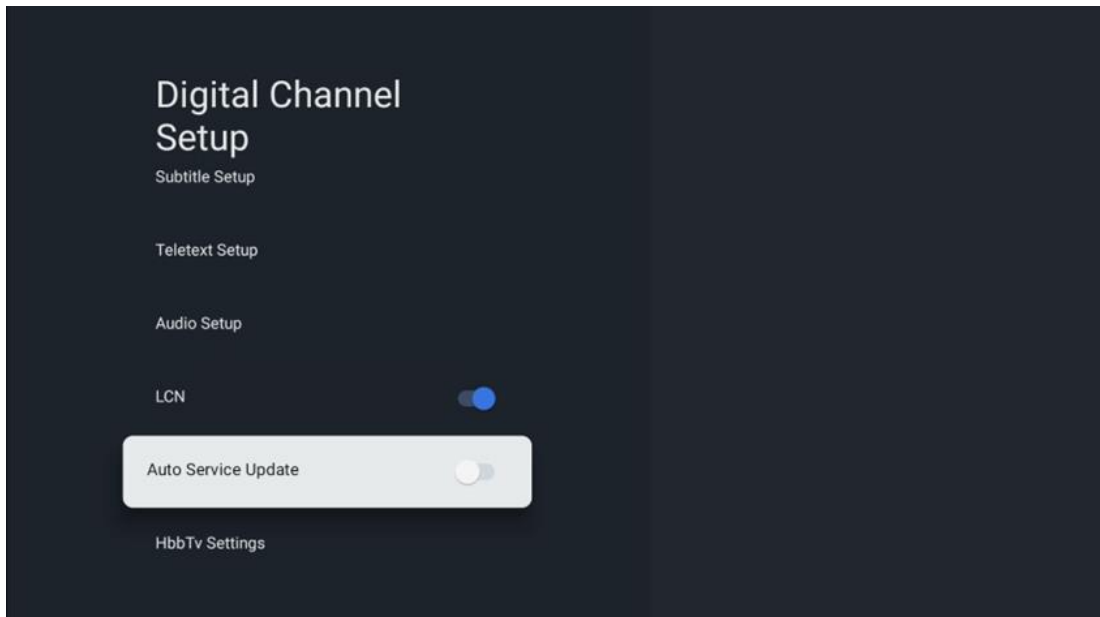 Digital Channel
Setup
Subtitle Setup
Teletext Setup
Audio Setup
LCN
Auto Service Update
HbbTv Settings